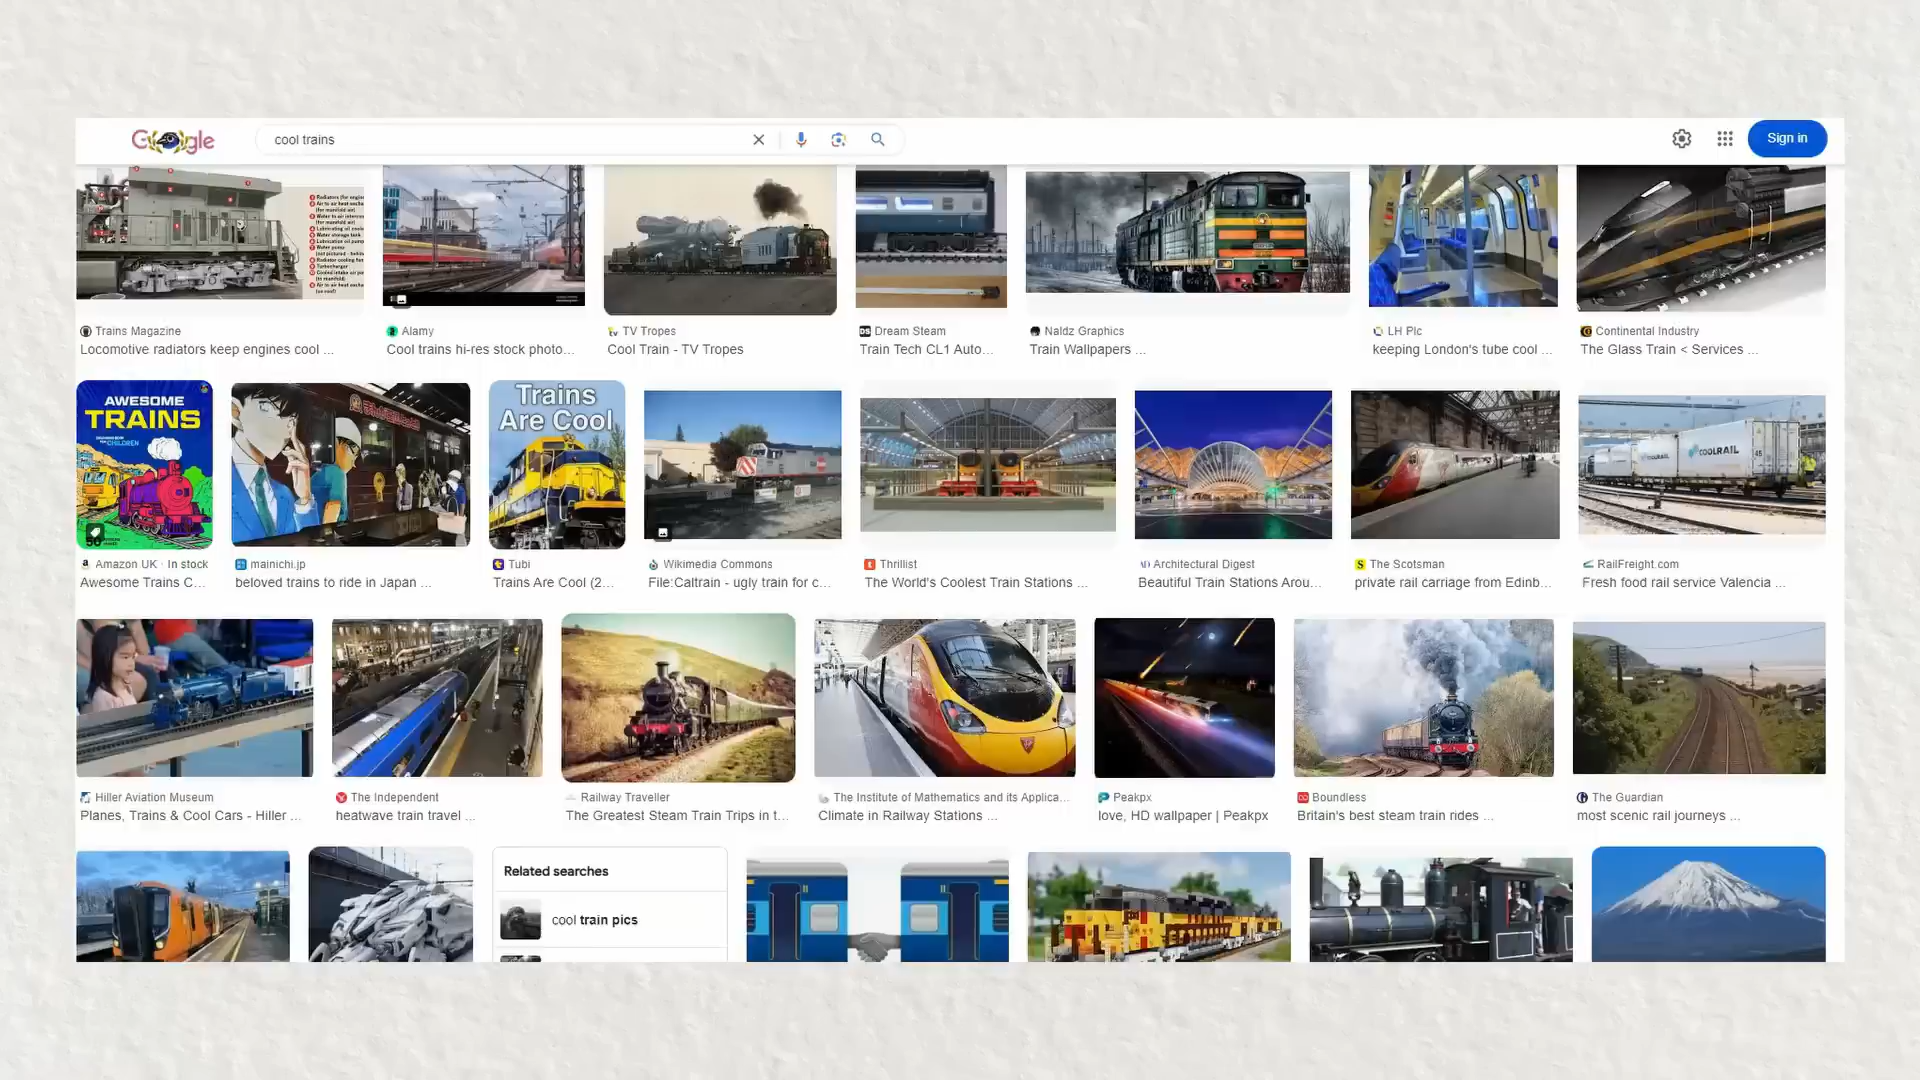 Google
cool trains
Sign in
Trains Magazine
Locomotive radiators keep engines cool ...
Alamy
Cool trains hi-res stock photo...
TV Tropes
Cool Train - TV Tropes
DS Dream Steam
Train Tech CL1 Auto...
Naldz Graphics
Train Wallpapers ...
LH Plc
keeping London's tube cool ...
Continental Industry
The Glass Train < Services ...
AWESOME
TRAINS
Trains
Are Cool
COOLRAIL
COOLRAIL
45
Amazon UK · In stock
Awesome Trains C...
mainichi.jp
beloved trains to ride in Japan ...
Tubi
Trains Are Cool (2...
Wikimedia Commons
File:Caltrain - ugly train for c...
Thrillist
The World's Coolest Train Stations ...
Architectural Digest
Beautiful Train Stations Arou...
The Scotsman
private rail carriage from Edinb...
RailFreight.com
Fresh food rail service Valencia ...
Hiller Aviation Museum
Planes, Trains & Cool Cars - Hiller ...
The Independent
heatwave train travel ...
Railway Traveller
The Greatest Steam Train Trips in t...
The Institute of Mathematics and its Applica...
Climate in Railway Stations ...
Peakpx
love, HD wallpaper | Peakpx
Boundless
Britain's best steam train rides ...
The Guardian
most scenic rail journeys ...
Related searches
cool train pics